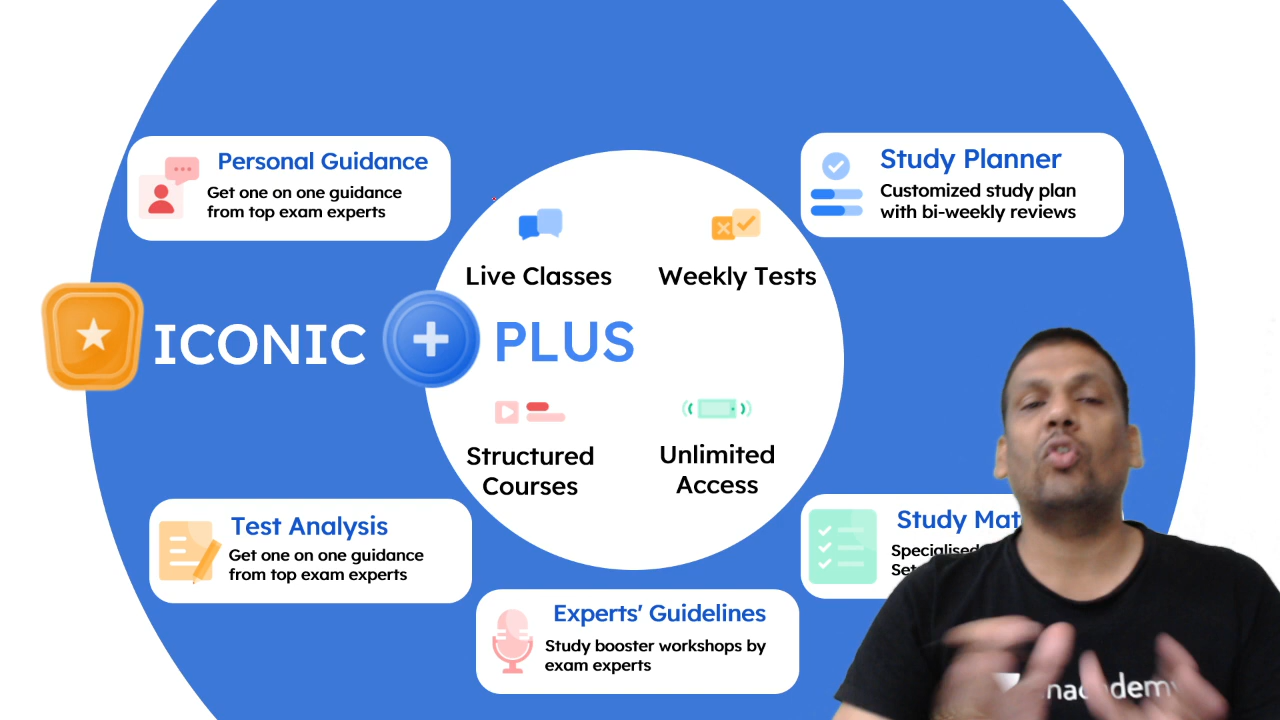 Personal Guidance
Get one on one guidance
from top exam experts
Study Planner
Customized study plan
with bi-weekly reviews
Live Classes
Weekly Tests
ICONIC
PLUS
Structured
Courses
Unlimited
Access
Test Analysis
Get one on one guidance
from top exam experts
Study
Experts' Guidelines
Study booster workshops by
exam experts